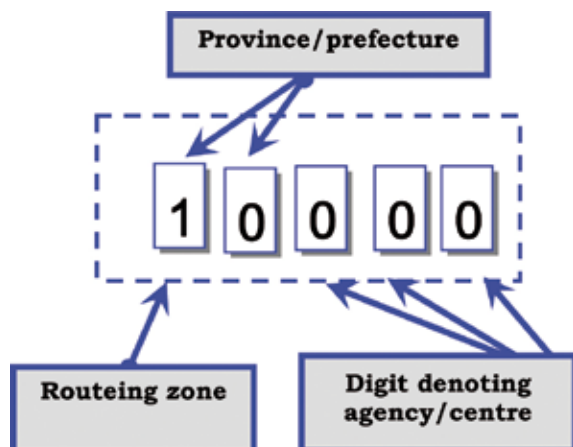 Province/prefecture
1 0 0 0 0
Routeing zone
Digit denoting
agency/centre